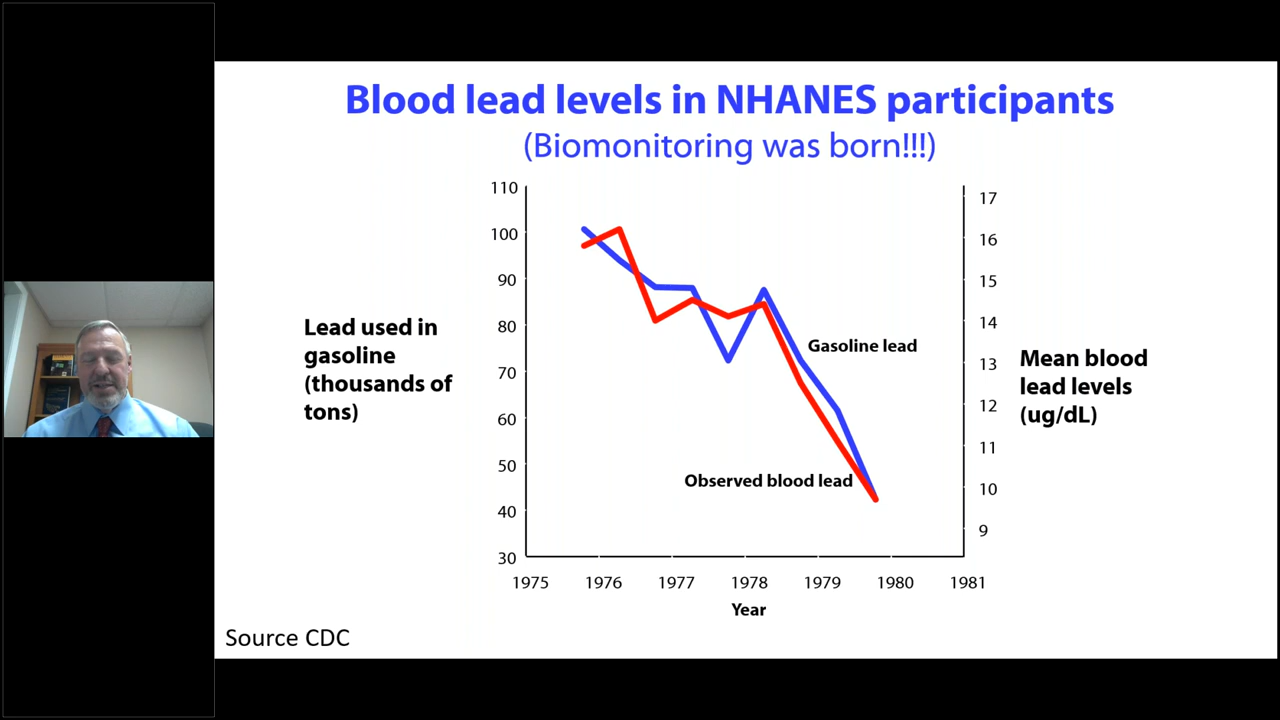 Blood lead levels in NHANES participants
(Biomonitoring was born!!!)
110
100
90
80
70
60
50
40
30
Lead used in
gasoline
(thousands of
tons)
17
16
15
14
13
12
11
10
9
Mean blood
lead levels
(ug/dL)
Gasoline lead
Observed blood lead
1975 1976 1977 1978 1979 1980 1981
Year
Source CDC